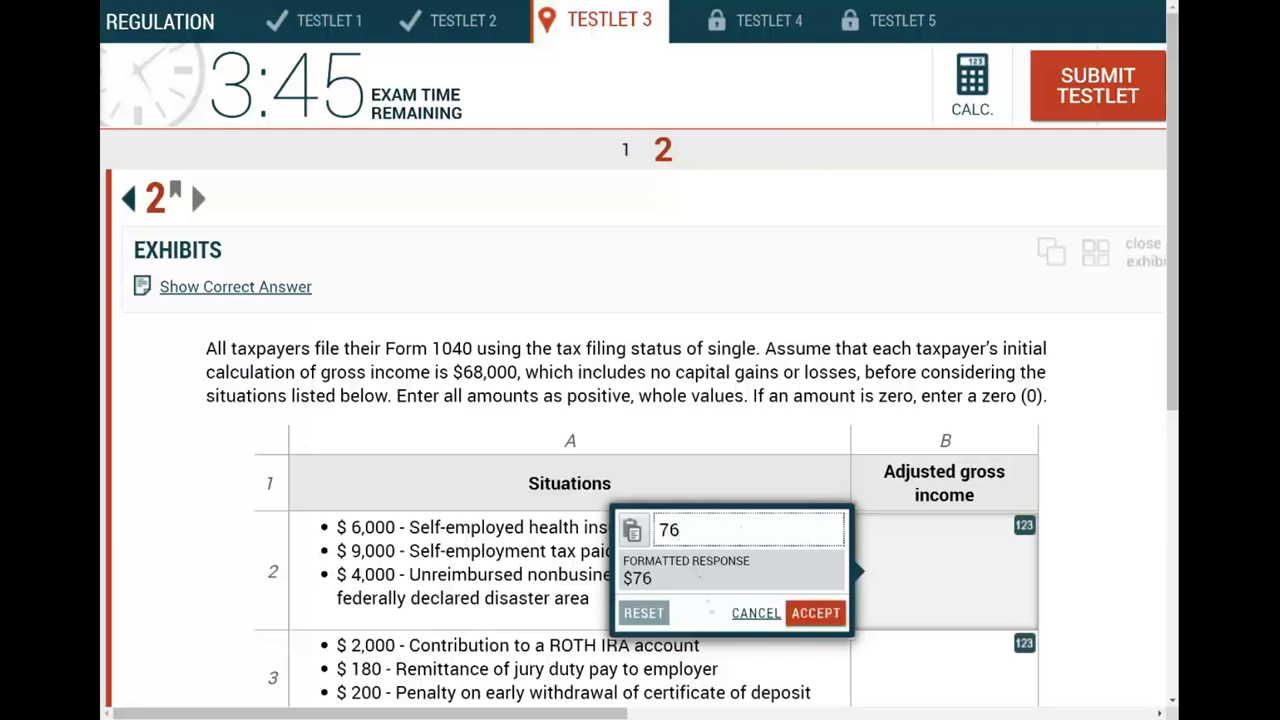 REGULATION
TESTLET 1
TESTLET 2
TESTLET 3
TESTLET 4
TESTLET 5
3:45
EXAM TIME
REMAINING
123
CALC.
SUBMIT
TESTLET
1 2
2
EXHIBITS
close
exhibi
Show Correct Answer
All taxpayers file their Form 1040 using the tax filing status of single. Assume that each taxpayer's initial
calculation of gross income is $68,000, which includes no capital gains or losses, before considering the
situations listed below. Enter all amounts as positive, whole values. If an amount is zero, enter a zero (0).
A B
1 Situations Adjusted gross
income
• $ 6,000 - Self-employed health ins
• $ 9,000 - Self-employment tax paid
• $ 4,000 - Unreimbursed nonbusine
federally declared disaster area
2
123
76
FORMATTED RESPONSE
$76
RESET CANCEL ACCEPT
• $ 2,000 - Contribution to a ROTH IRA account
• $ 180 - Remittance of jury duty pay to employer
• $ 200 - Penalty on early withdrawal of certificate of deposit
3
123